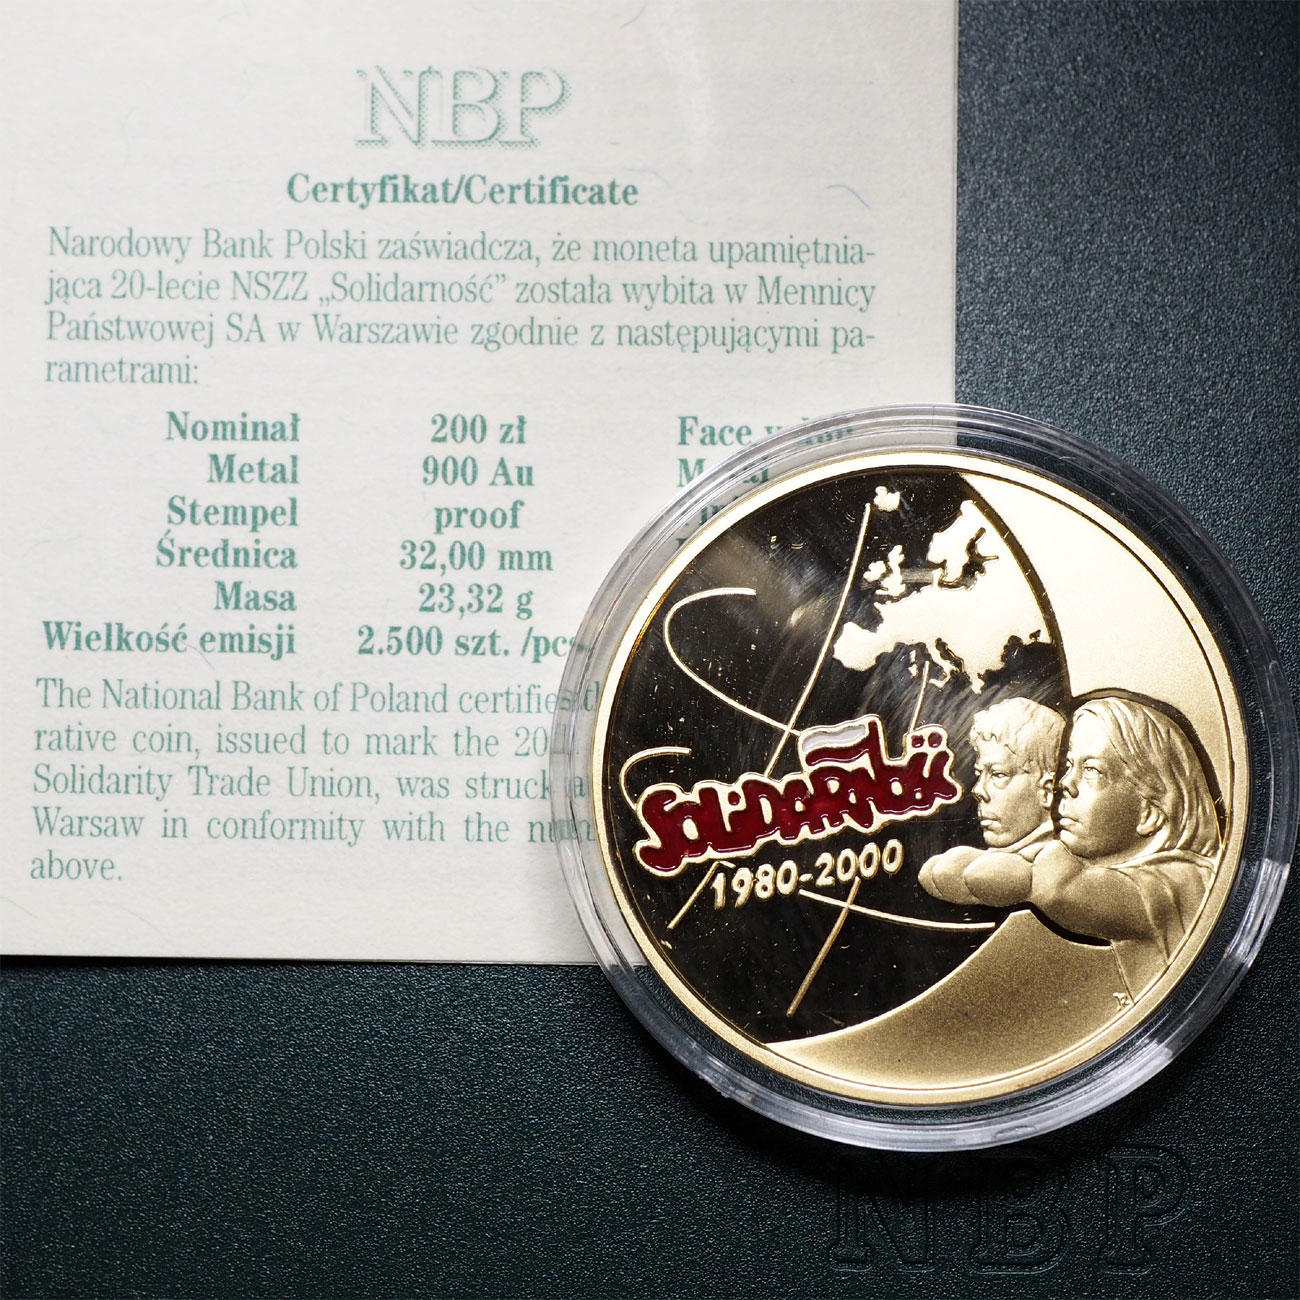 NBP
Certyfikat/Certificate
Narodowy Bank Polski zaświadcza, że moneta upamiętnia-
jąca 20-lecie NSZZ „Solidarność” została wybita w Mennicy
Państwowej SA w Warszawie zgodnie z następującymi pa-
rametrami:
Nominał 200 zł Face
Metal 900 Au
Stempel proof
Średnica 32,00 mm
Masa 23,32 g
Wielkość emisji 2.500 szt. /pcs
The National Bank of Poland certifies
rative coin, issued to mark the 20
Solidarity Trade Union, was struck
Warsaw in conformity with the
above.
SOLIDARNOŚĆ
1980-2000
NBP